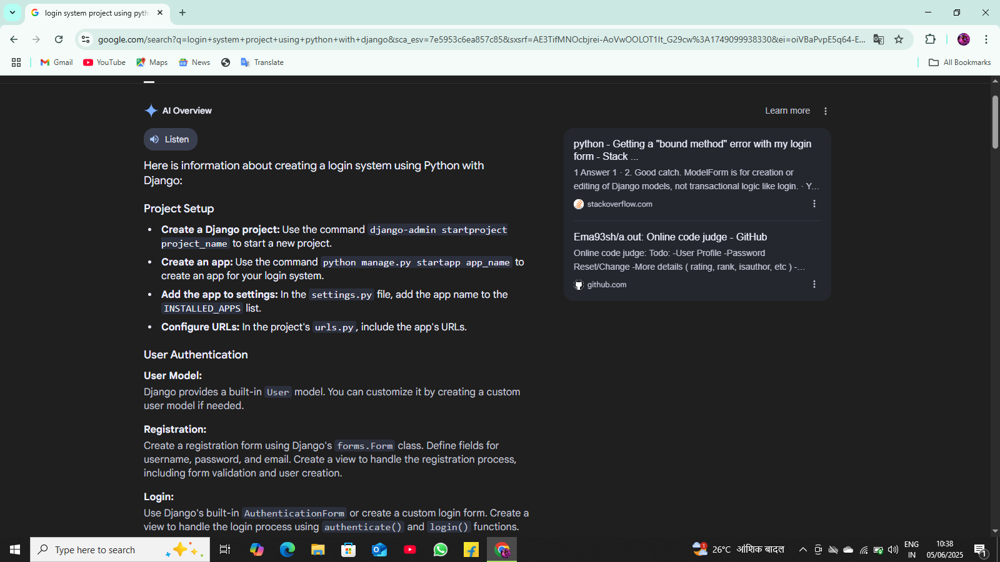 login system project using pyth
google.com/search?q=login+system+project+using+python+with+django&sca_esv=7e5953c6ea857c85&sxsrf=AE3TifMNOcbjrei-AoVwOOLOT1It_G29cw%3A1749099938330&ei=oiVBaPvpE5q64-E...
Gmail
YouTube
Maps
News
Translate
All Bookmarks
AI Overview
Learn more
Listen
Here is information about creating a login system using Python with
Django:
Project Setup
• Create a Django project: Use the command django-admin startproject
project_name to start a new project.
• Create an app: Use the command python manage.py startapp app_name to
create an app for your login system.
• Add the app to settings: In the settings.py file, add the app name to the
INSTALLED_APPS list.
• Configure URLs: In the project's urls.py, include the app's URLs.
User Authentication
User Model:
Django provides a built-in User model. You can customize it by creating a custom
user model if needed.
Registration:
Create a registration form using Django's forms.Form class. Define fields for
username, password, and email. Create a view to handle the registration process,
including form validation and user creation.
Login:
Use Django's built-in AuthenticationForm or create a custom login form. Create a
view to handle the login process using authenticate() and login() functions.
python - Getting a "bound method" error with my login
form - Stack ...
1 Answer 1 · 2. Good catch. ModelForm is for creation or
editing of Django models, not transactional logic like login. · Y...
stackoverflow.com
Ema93sh/a.out: Online code judge - GitHub
Online code judge: Todo: -User Profile -Password
Reset/Change -More details ( rating, rank, isauthor, etc ) -...
github.com
Type here to search
1
26°C आंशिक बादल
ENG
IN
10:38
05/06/2025
1